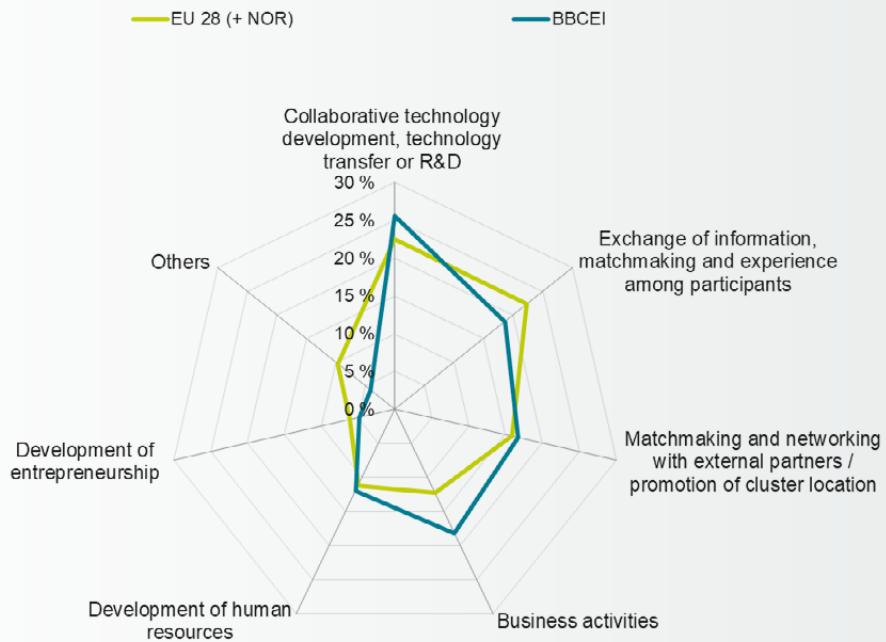 EU 28 (+ NOR)
BBCEI
Collaborative technology
development, technology
transfer or R&D
30 %
25 %
20 %
15 %
10 %
5 %
0 %
Exchange of information,
matchmaking and experience
among participants
Matchmaking and networking
with external partners /
promotion of cluster location
Business activities
Development of human
resources
Development of
entrepreneurship
Others